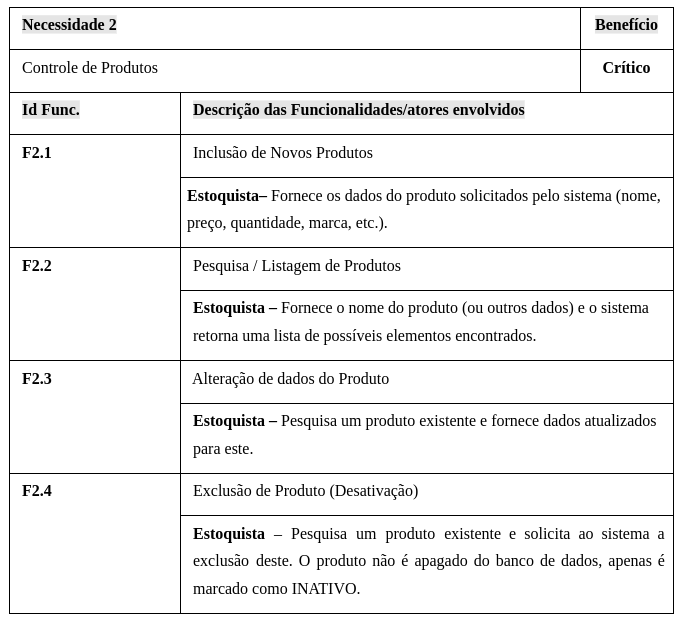 Necessidade 2 Benefício
Controle de Produtos Crítico
Id Func. Descrição das Funcionalidades/atores envolvidos
F2.1 Inclusão de Novos Produtos
Estoquista– Fornece os dados do produto solicitados pelo sistema (nome,
preço, quantidade, marca, etc.).
F2.2 Pesquisa / Listagem de Produtos
Estoquista – Fornece o nome do produto (ou outros dados) e o sistema
retorna uma lista de possíveis elementos encontrados.
F2.3 Alteração de dados do Produto
Estoquista – Pesquisa um produto existente e fornece dados atualizados
para este.
F2.4 Exclusão de Produto (Desativação)
Estoquista – Pesquisa um produto existente e solicita ao sistema a
exclusão deste. O produto não é apagado do banco de dados, apenas é
marcado como INATIVO.